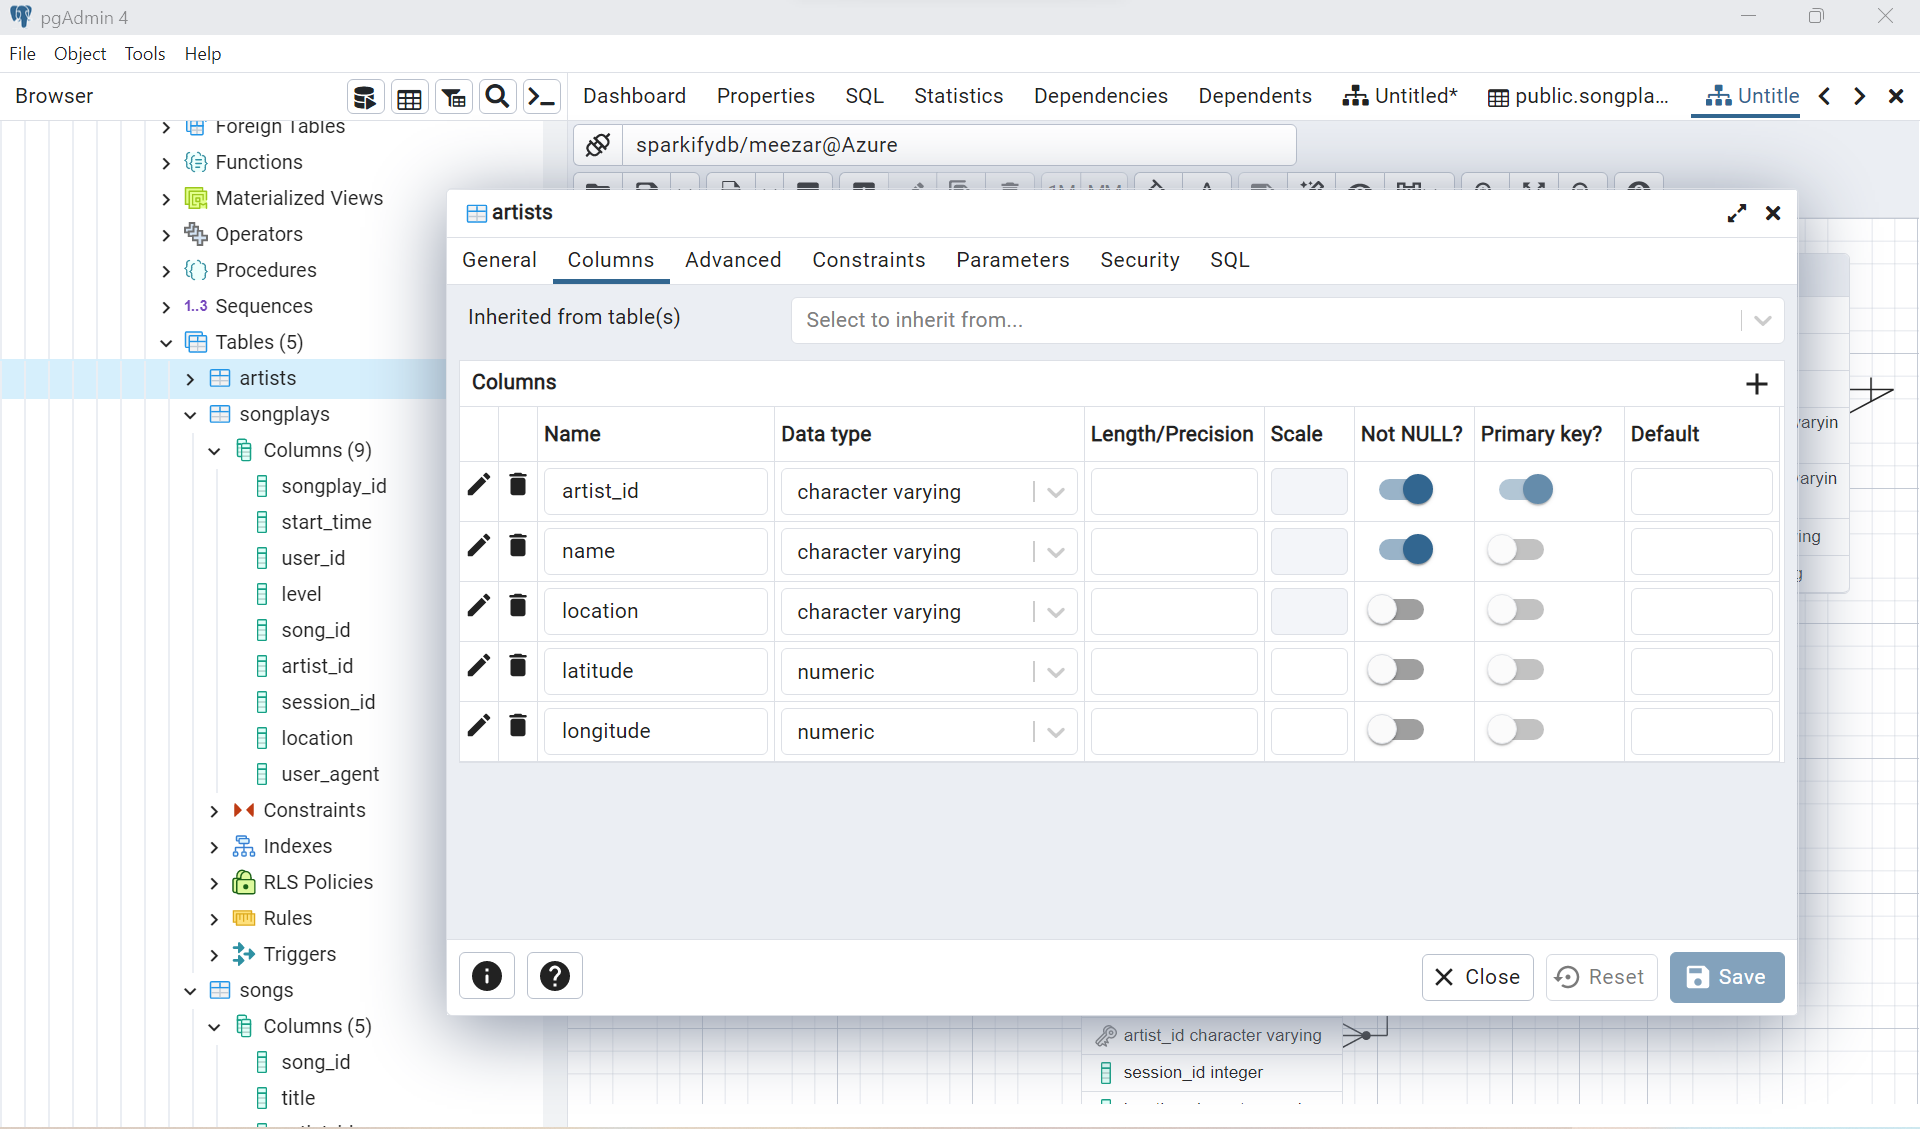 pgAdmin 4
File Object Tools Help
Browser
Dashboard Properties SQL Statistics Dependencies Dependents Untitled* public.songpla... Untitle
Foreign Tables
Functions
Materialized Views
Operators
Procedures
1..3 Sequences
Tables (5)
artists
songplays
Columns (9)
songplay_id
start_time
user_id
level
song_id
artist_id
session_id
location
user_agent
Constraints
Indexes
RLS Policies
Rules
Triggers
songs
Columns (5)
song_id
title
sparkifydb/meezar@Azure
artists
General Columns Advanced Constraints Parameters Security SQL
Inherited from table(s) Select to inherit from...
Columns
Name Data type Length/Precision Scale Not NULL? Primary key? Default
artist_id character varying
name character varying
location character varying
latitude numeric
longitude numeric
Close Reset Save
varyin
aryin
ing
artist_id character varying
session_id integer